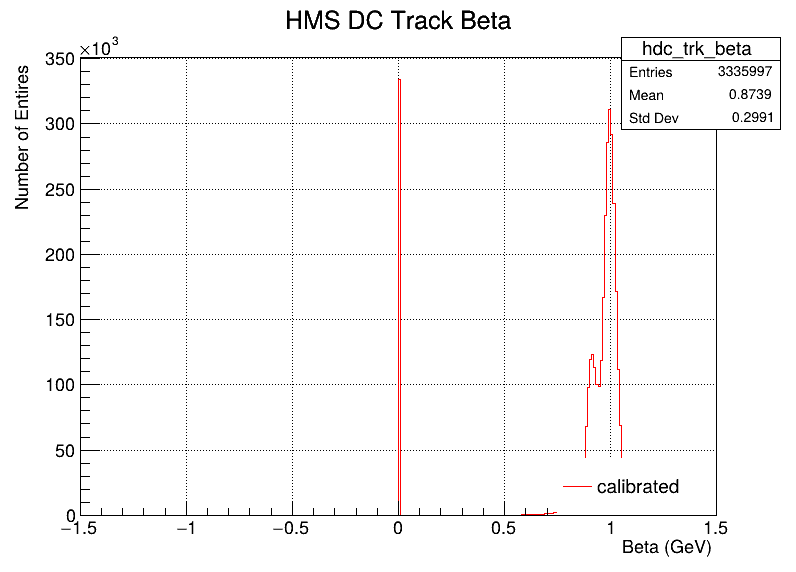 HMS DC Track Beta
×10³
hdc_trk_beta
Entries 3335997
Mean 0.8739
Std Dev 0.2991
Number of Entires
350
300
250
200
150
100
50
0
−1.5 −1 −0.5 0 0.5 1 1.5
Beta (GeV)
calibrated